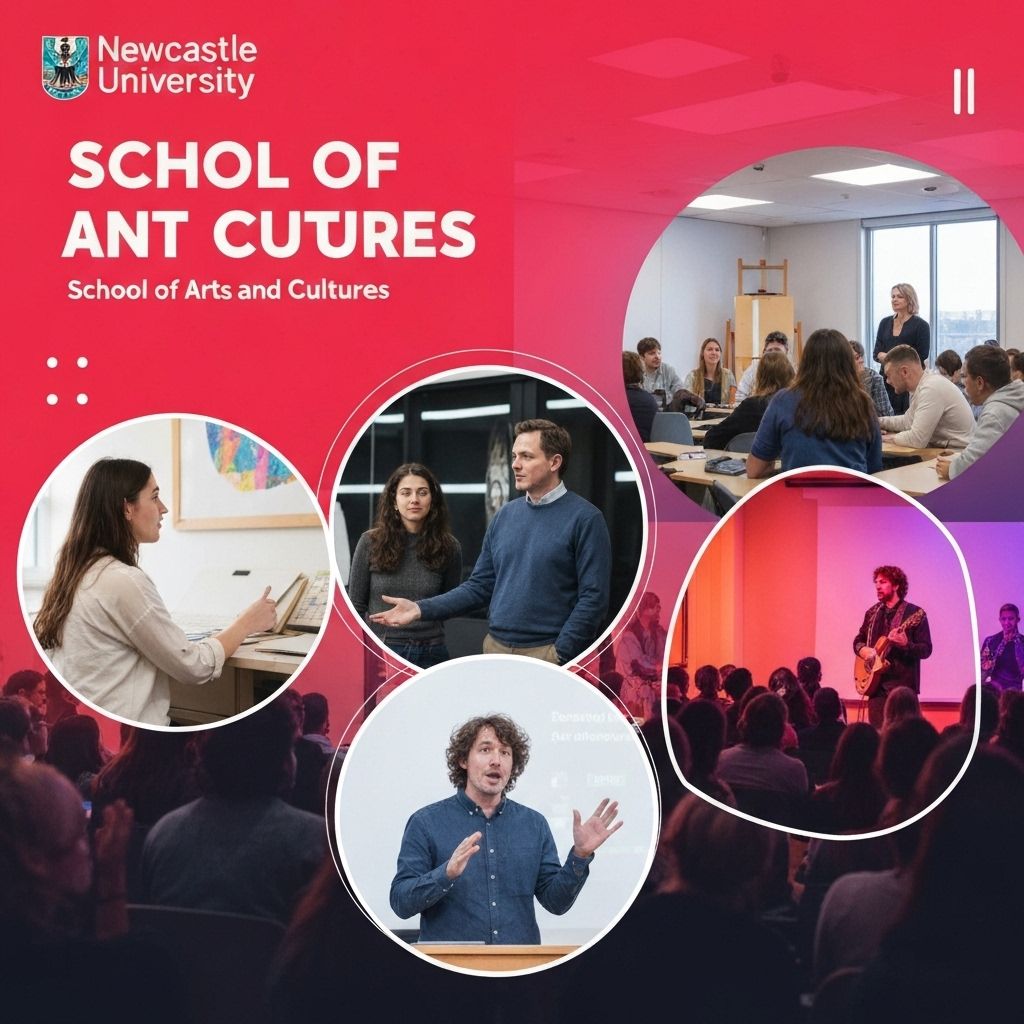 Newcastle
University
SCHOL OF
ANT CUTURES
School of Arts and Cultures